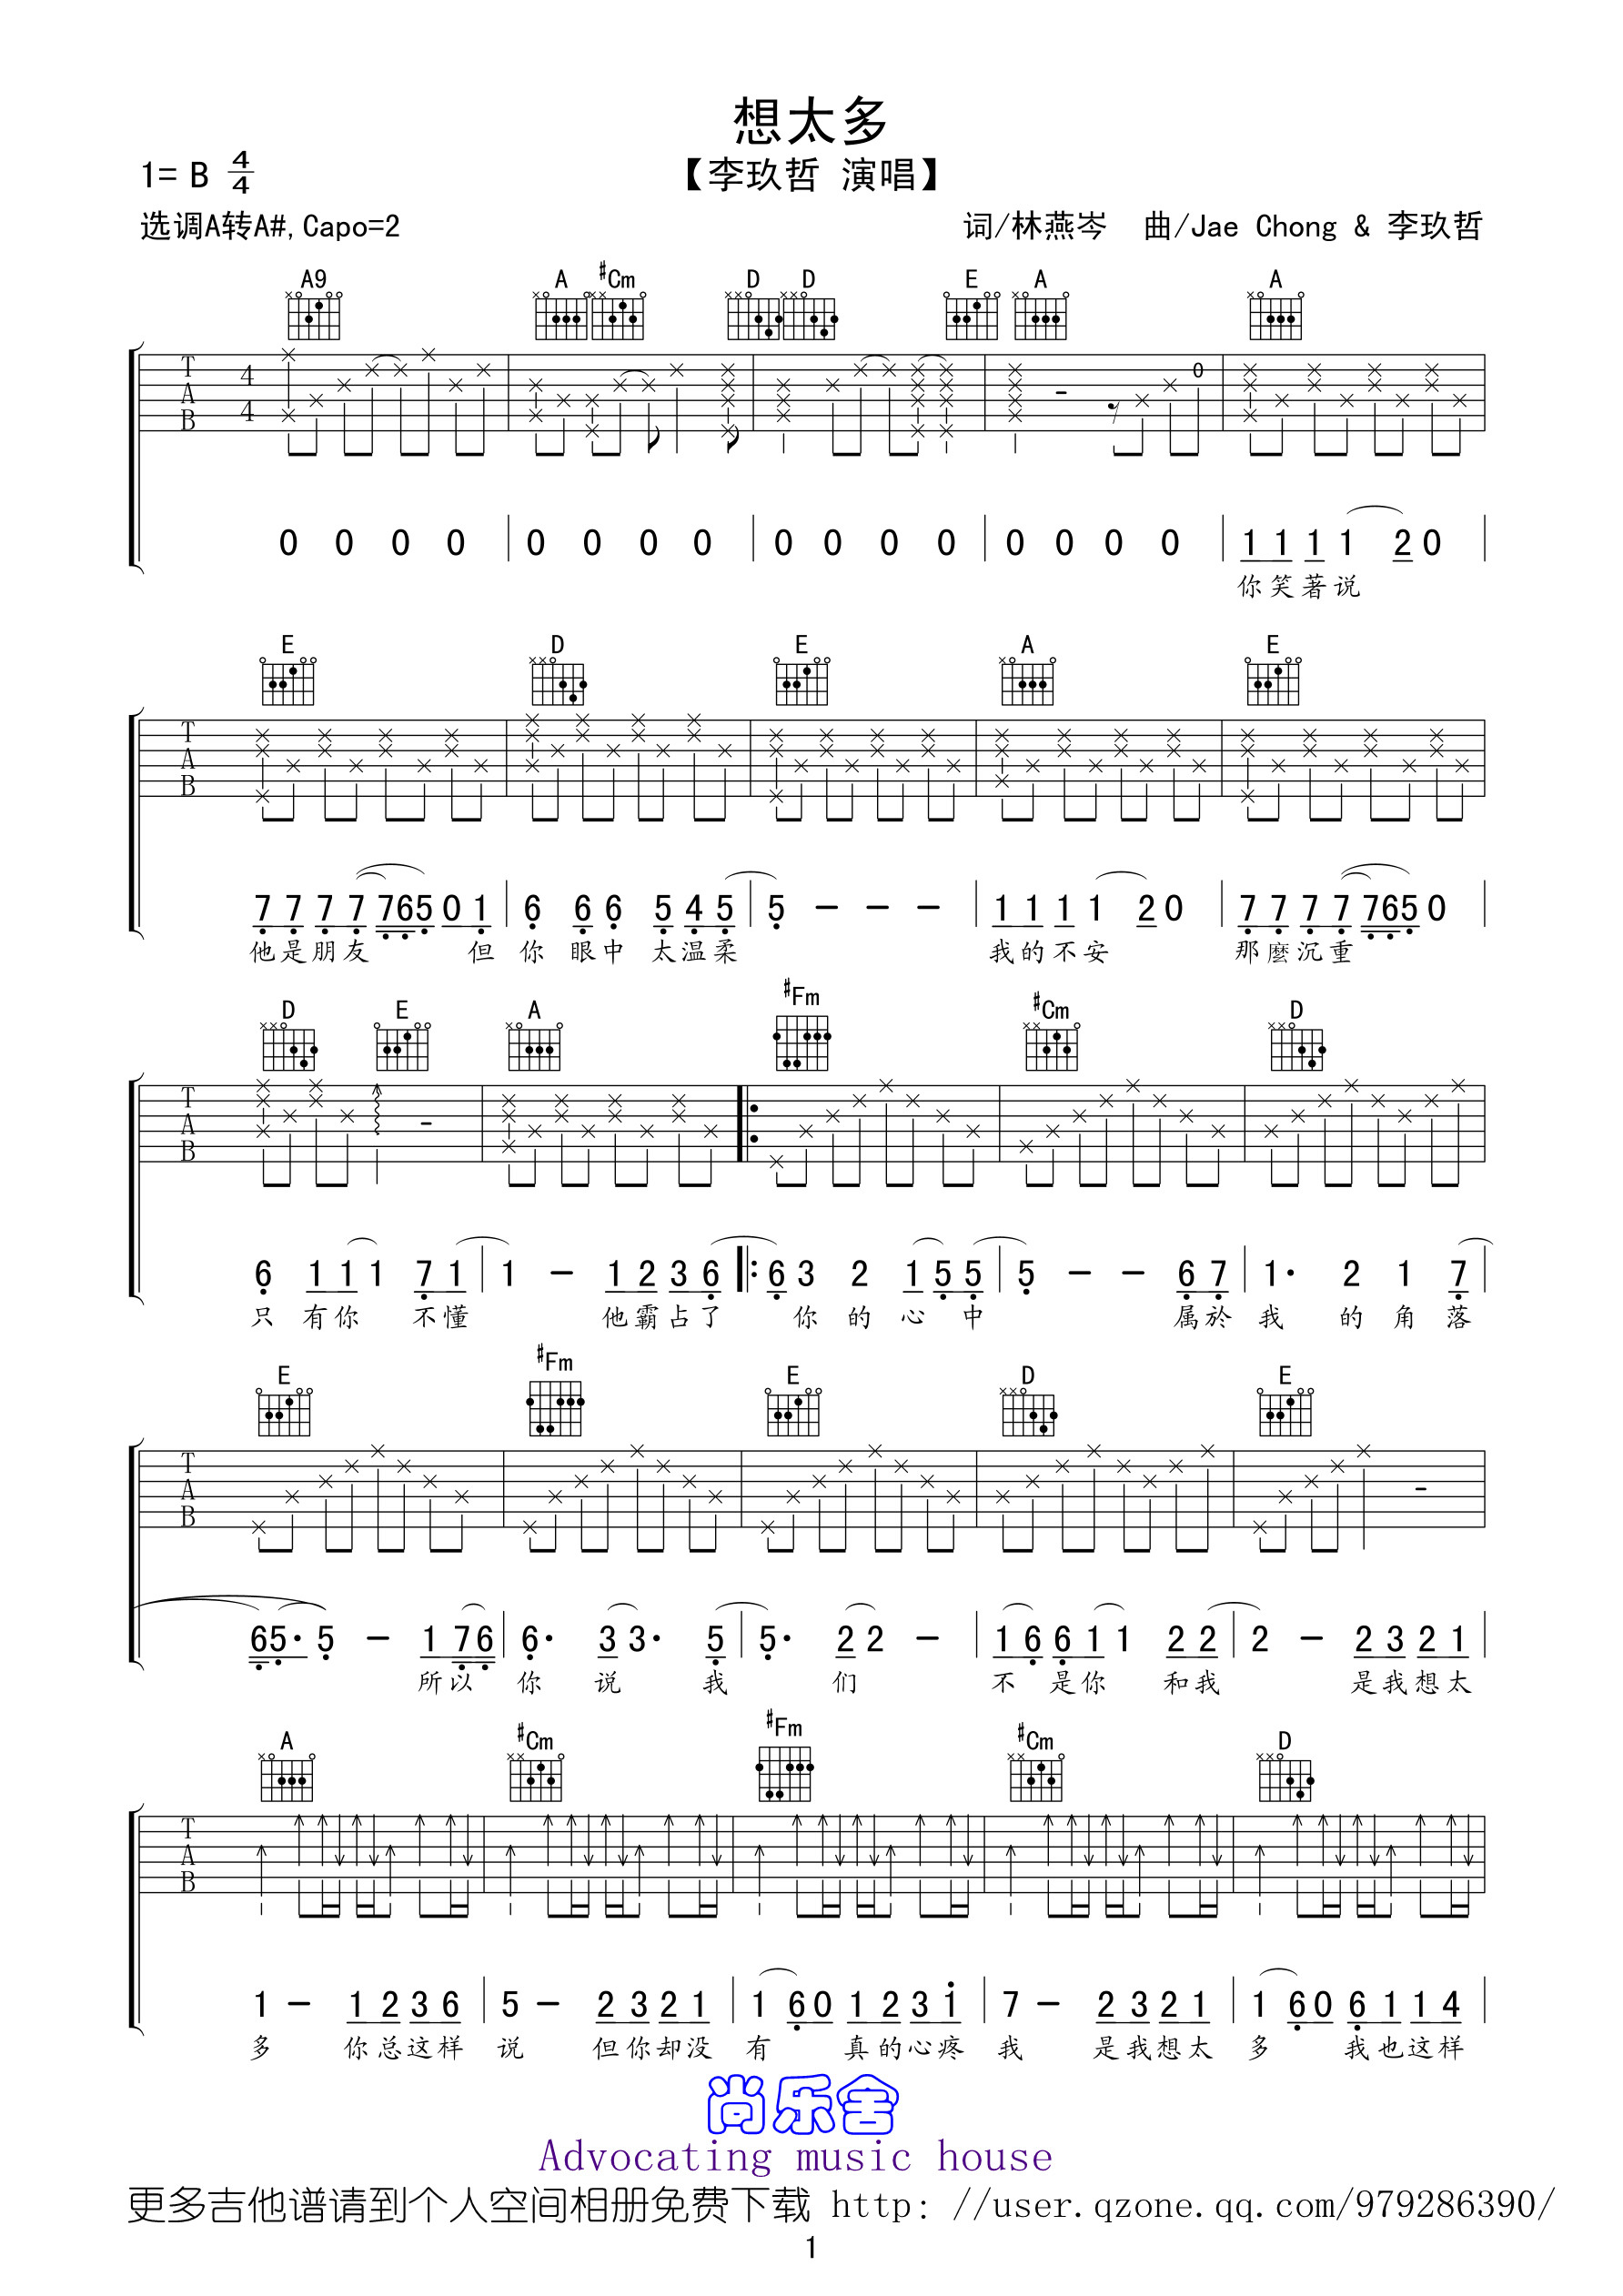 想太多
【李玖哲 演唱】
1= B 4/4
选调A转A#,Capo=2
词/林燕岑 曲/Jae Chong & 李玖哲
A9 A #Cm D D E A A
T A B 4/4
0 0 0 0 | 0 0 0 0 | 0 0 0 0 | 0 0 0 0 | 1 1 1 1 2 0 |
你笑著说
E D E A E
T A B
7 7 7 7 7 6 5 0 1 | 6 6 6 5 4 5 | 5 - - - | 1 1 1 1 2 0 | 7 7 7 7 7 6 5 0 |
他是朋友 但 你 眼中 太温柔 我的不安 那麼沉重
D E A #Fm #Cm D
T A B
6 1 1 1 7 1 | 1 - 1 2 3 6 |: 6 3 2 1 5 5 | 5 - - 6 7 | 1· 2 1 7 |
只 有你 不懂 他霸占了 你 的 心 中 属於 我 的 角 落
E #Fm E D E
T A B
6 5· 5 - 1 7 6 | 6· 3 3· 5 | 5· 2 2 - | 1 6 6 1 1 2 2 | 2 - 2 3 2 1 |
所以 你 说 我 们 不 是你 和我 是我想太
A #Cm #Fm #Cm D
T A B
1 - 1 2 3 6 | 5 - 2 3 2 1 | 1 6 0 1 2 3 1 | 7 - 2 3 2 1 | 1 6 0 6 1 1 4 |
多 你总这样 说 但你却没 有 真的心疼 我 是我想太 多 我也这样
尚乐舍
Advocating music house
更多吉他谱请到个人空间相册免费下载 http: //user.qzone.qq.com/979286390/
1